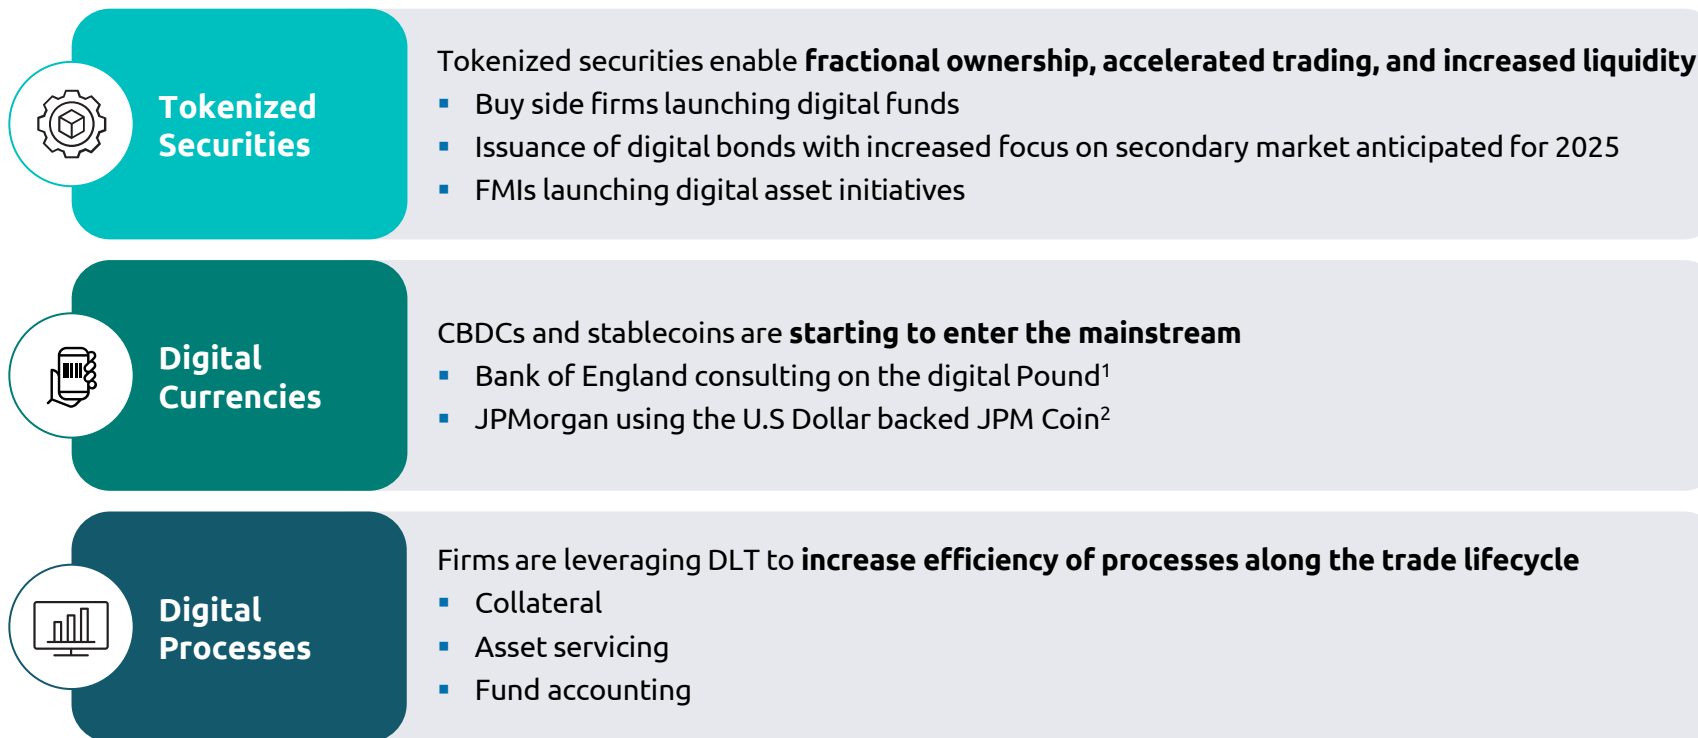 Tokenized
Securities
Tokenized securities enable fractional ownership, accelerated trading, and increased liquidity
▪ Buy side firms launching digital funds
▪ Issuance of digital bonds with increased focus on secondary market anticipated for 2025
▪ FMIs launching digital asset initiatives
Digital
Currencies
CBDCs and stablecoins are starting to enter the mainstream
▪ Bank of England consulting on the digital Pound¹
▪ JPMorgan using the U.S Dollar backed JPM Coin²
Digital
Processes
Firms are leveraging DLT to increase efficiency of processes along the trade lifecycle
▪ Collateral
▪ Asset servicing
▪ Fund accounting